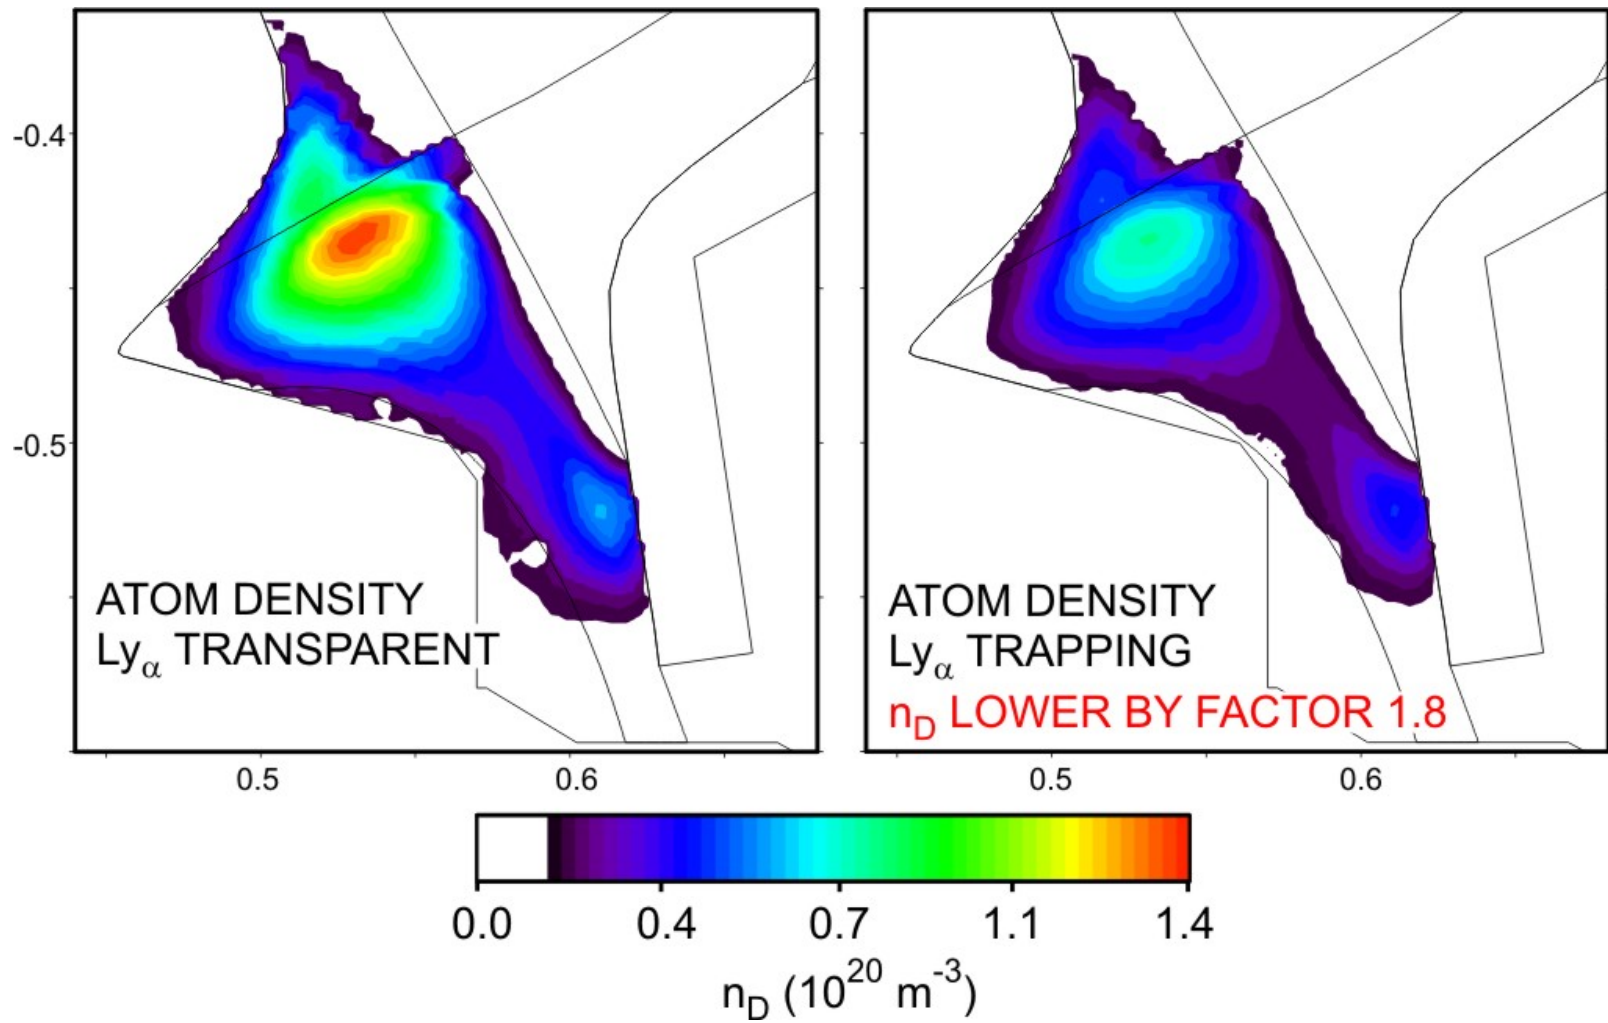 -0.4
-0.5
ATOM DENSITY
Lyα TRANSPARENT
0.5 0.6
ATOM DENSITY
Lyα TRAPPING
nD LOWER BY FACTOR 1.8
0.5 0.6
0.0 0.4 0.7 1.1 1.4
nD (10²⁰ m⁻³)